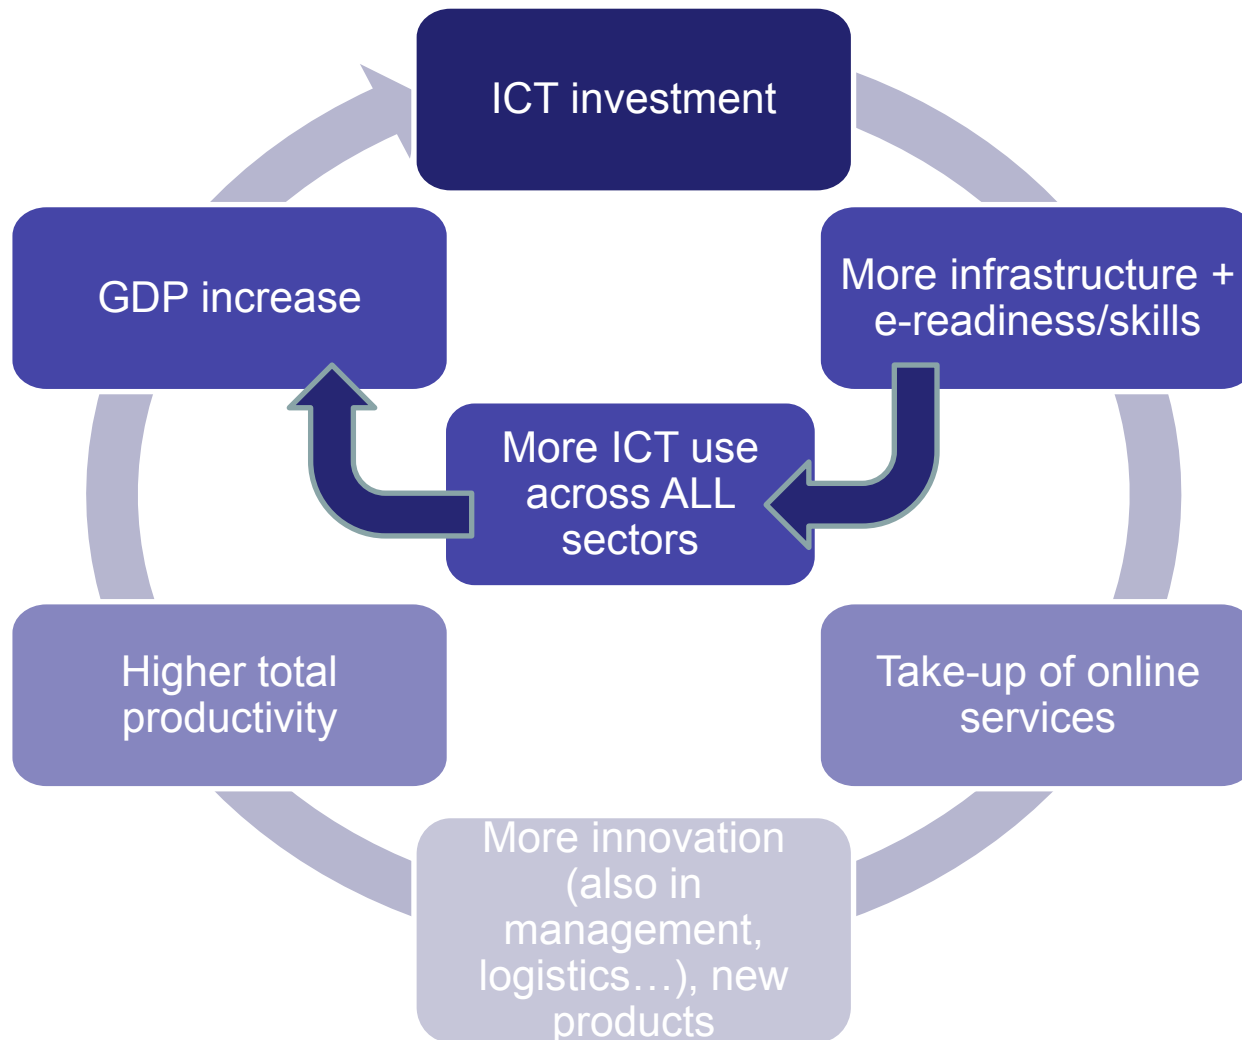 ICT investment
GDP increase
More infrastructure +
e-readiness/skills
More ICT use
across ALL
sectors
Higher total
productivity
Take-up of online
services
More innovation
(also in
management,
logistics…), new
products